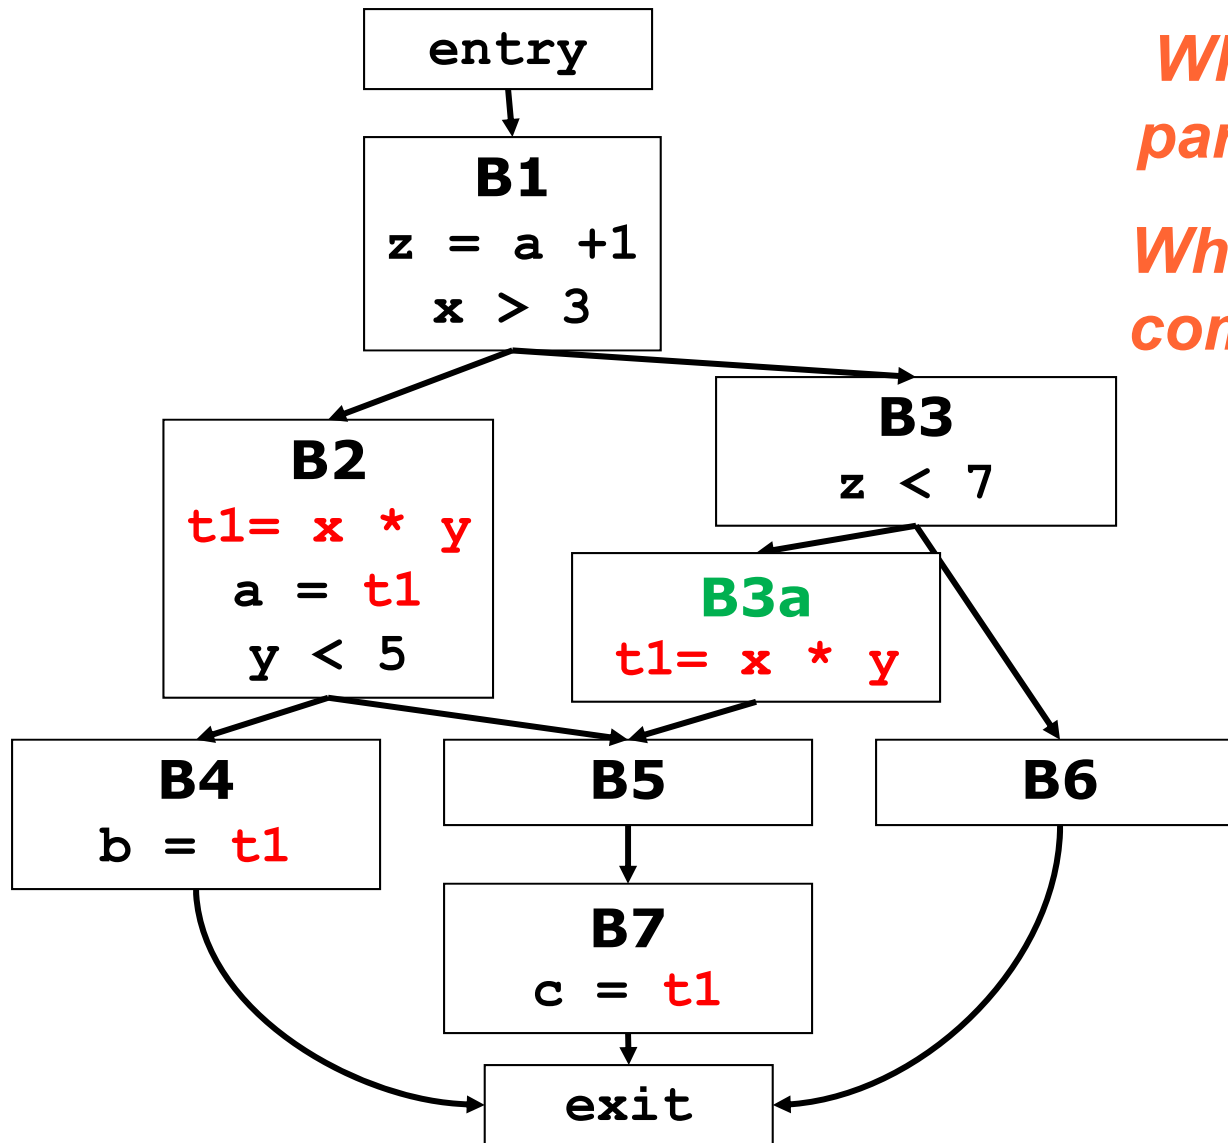 entry
B1
z = a +1
x > 3
B3
z < 7
B2
t1= x * y
a = t1
y < 5
B3a
t1= x * y
B4
b = t1
B5
B6
B7
c = t1
exit